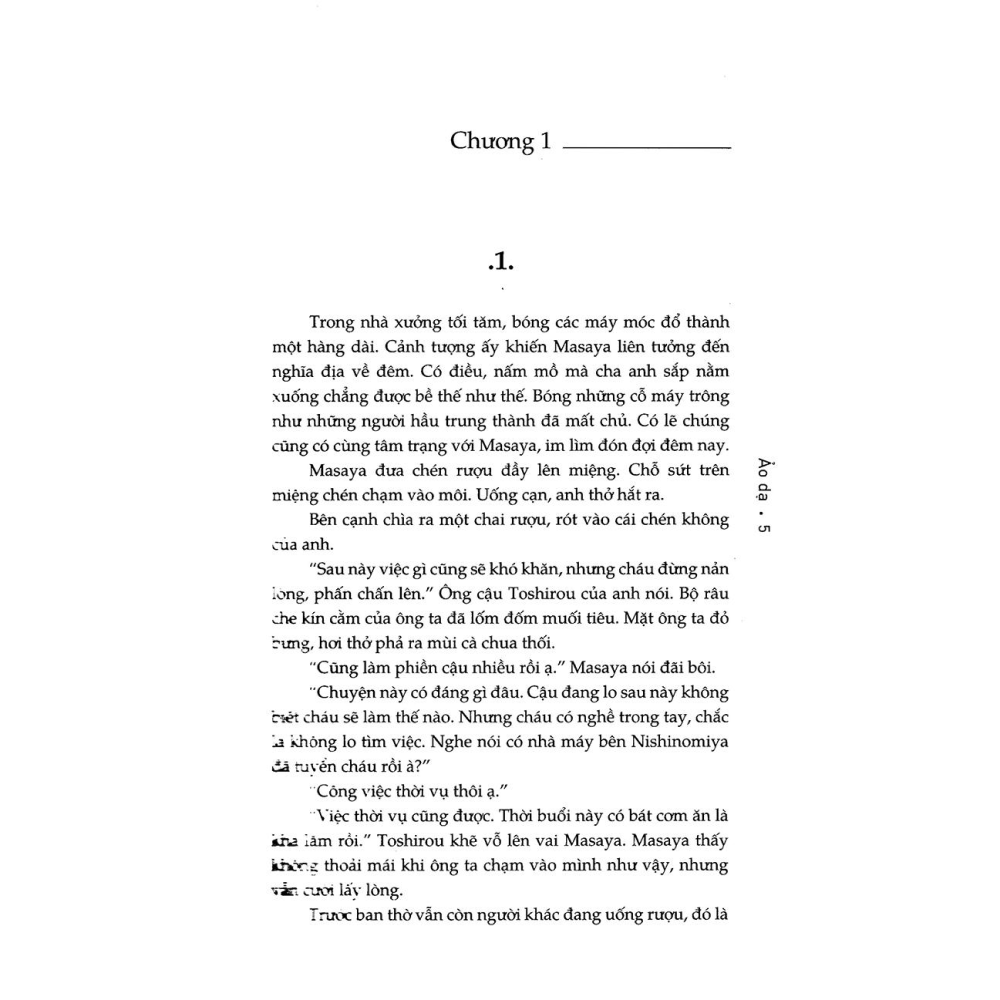 Chương 1
.1.
Trong nhà xưởng tối tăm, bóng các máy móc đổ thành
một hàng dài. Cảnh tượng ấy khiến Masaya liên tưởng đến
nghĩa địa về đêm. Có điều, nấm mồ mà cha anh sắp nằm
xuống chẳng được bề thế như thế. Bóng những cỗ máy trông
như những người hầu trung thành đã mất chủ. Có lẽ chúng
cũng có cùng tâm trạng với Masaya, im lìm đón đợi đêm nay.
Masaya đưa chén rượu đầy lên miệng. Chỗ sứt trên
miệng chén chạm vào môi. Uống cạn, anh thở hắt ra.
Bên cạnh chìa ra một chai rượu, rót vào cái chén không
của anh.
“Sau này việc gì cũng sẽ khó khăn, nhưng cháu đừng nản
lòng, phấn chấn lên.” Ông cậu Toshirou của anh nói. Bộ râu
che kín cằm của ông ta đã lốm đốm muối tiêu. Mặt ông ta đỏ
bưng, hơi thở phả ra mùi cà chua thối.
“Cũng làm phiền cậu nhiều rồi ạ.” Masaya nói đãi bôi.
“Chuyện này có đáng gì đâu. Cậu đang lo sau này không
biết cháu sẽ làm thế nào. Nhưng cháu có nghề trong tay, chắc
là không lo tìm việc. Nghe nói có nhà máy bên Nishinomiya
đã tuyển cháu rồi à?”
“Công việc thời vụ thôi ạ.”
“Việc thời vụ cũng được. Thời buổi này có bát cơm ăn là
khá lắm rồi.” Toshirou khẽ vỗ lên vai Masaya. Masaya thấy
không thoải mái khi ông ta chạm vào mình như vậy, nhưng
vẫn cười lấy lòng.
Trước ban thờ vẫn còn người khác đang uống rượu, đó là
Ảo dạ • 5